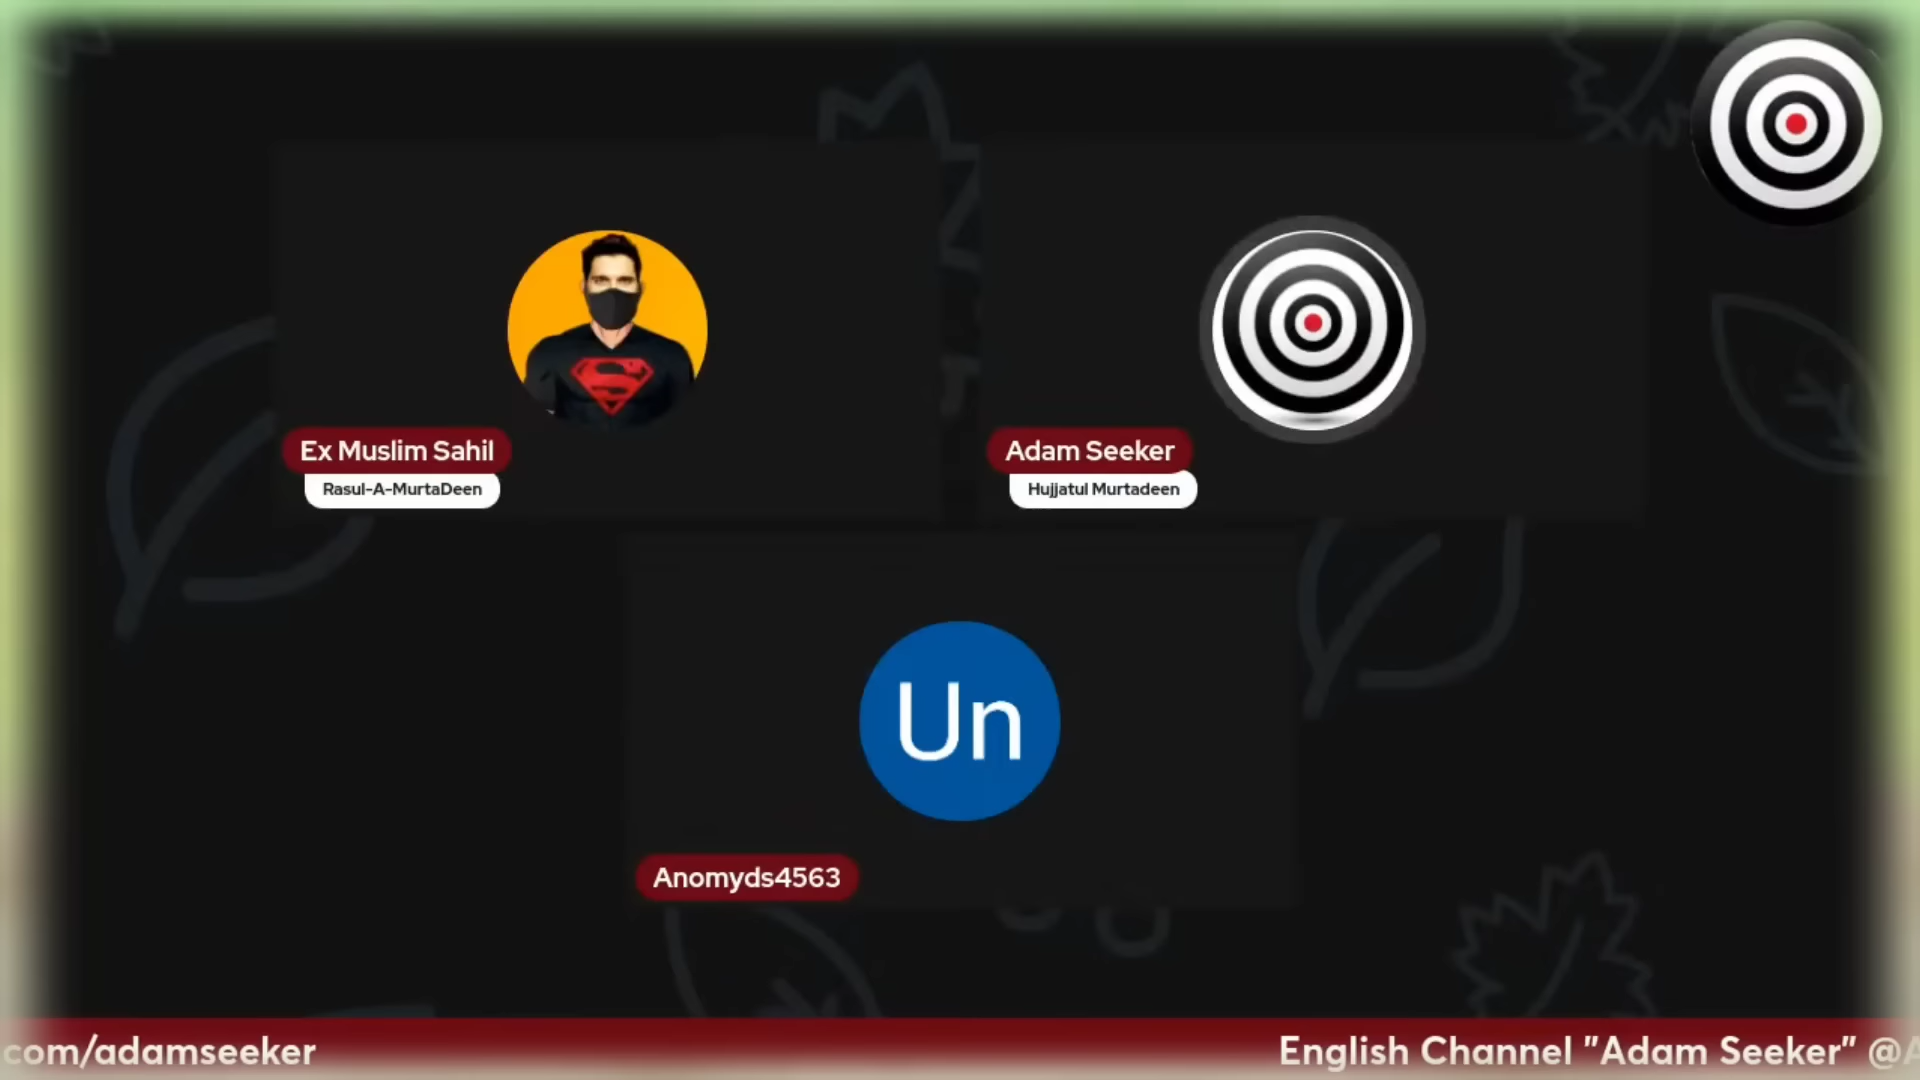 Ex Muslim Sahil
Rasul-A-MurtaDeen
Adam Seeker
Hujjatul Murtadeen
Un
Anomyds4563
com/adamseeker
English Channel "Adam Seeker" @A